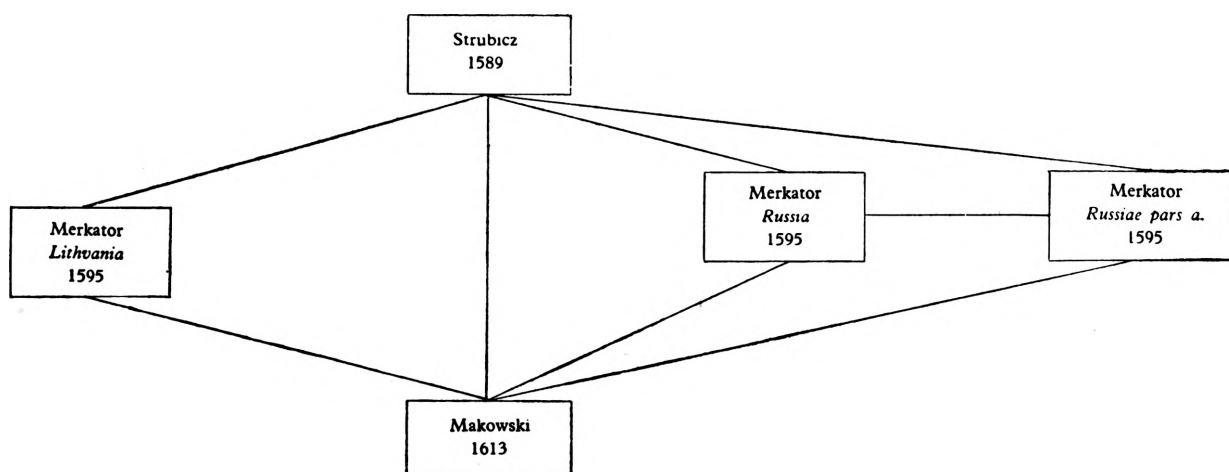 Strubicz
1589
Merkator
Lithvania
1595
Merkator
Russia
1595
Merkator
Russiae pars a.
1595
Makowski
1613